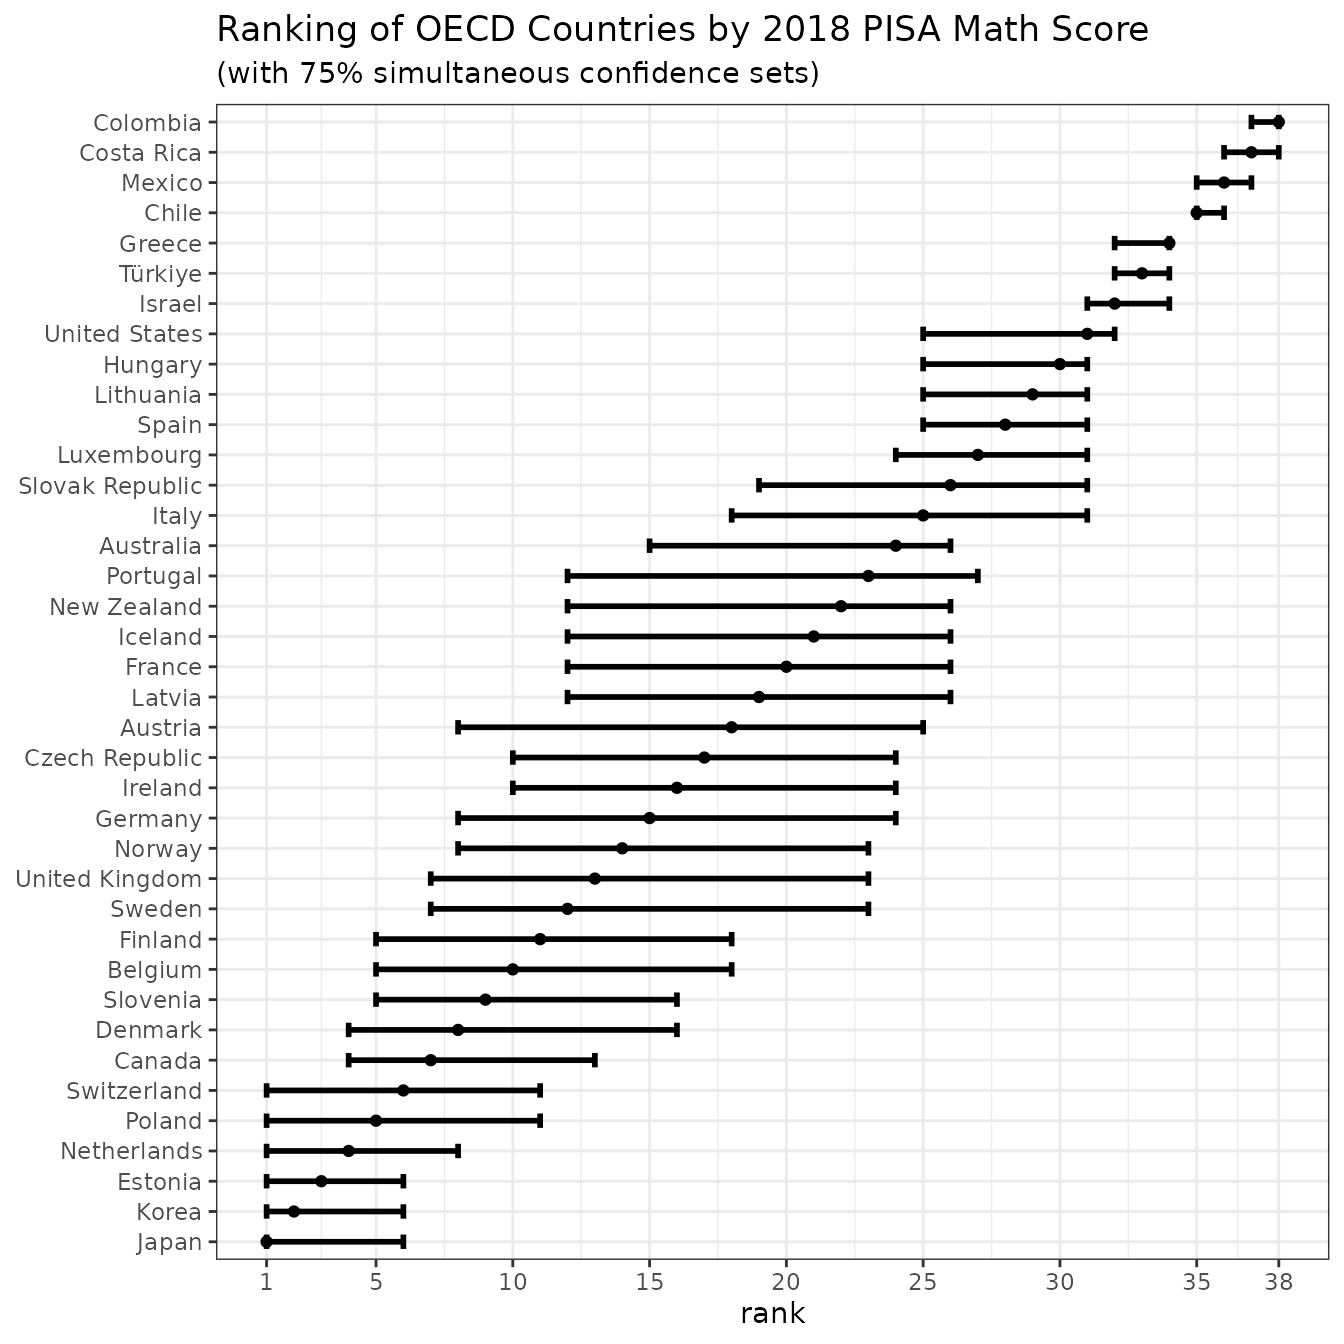 Ranking of OECD Countries by 2018 PISA Math Score
(with 75% simultaneous confidence sets)
Colombia
Costa Rica
Mexico
Chile
Greece
Türkiye
Israel
United States
Hungary
Lithuania
Spain
Luxembourg
Slovak Republic
Italy
Australia
Portugal
New Zealand
Iceland
France
Latvia
Austria
Czech Republic
Ireland
Germany
Norway
United Kingdom
Sweden
Finland
Belgium
Slovenia
Denmark
Canada
Switzerland
Poland
Netherlands
Estonia
Korea
Japan
1 5 10 15 20 25 30 35 38
rank